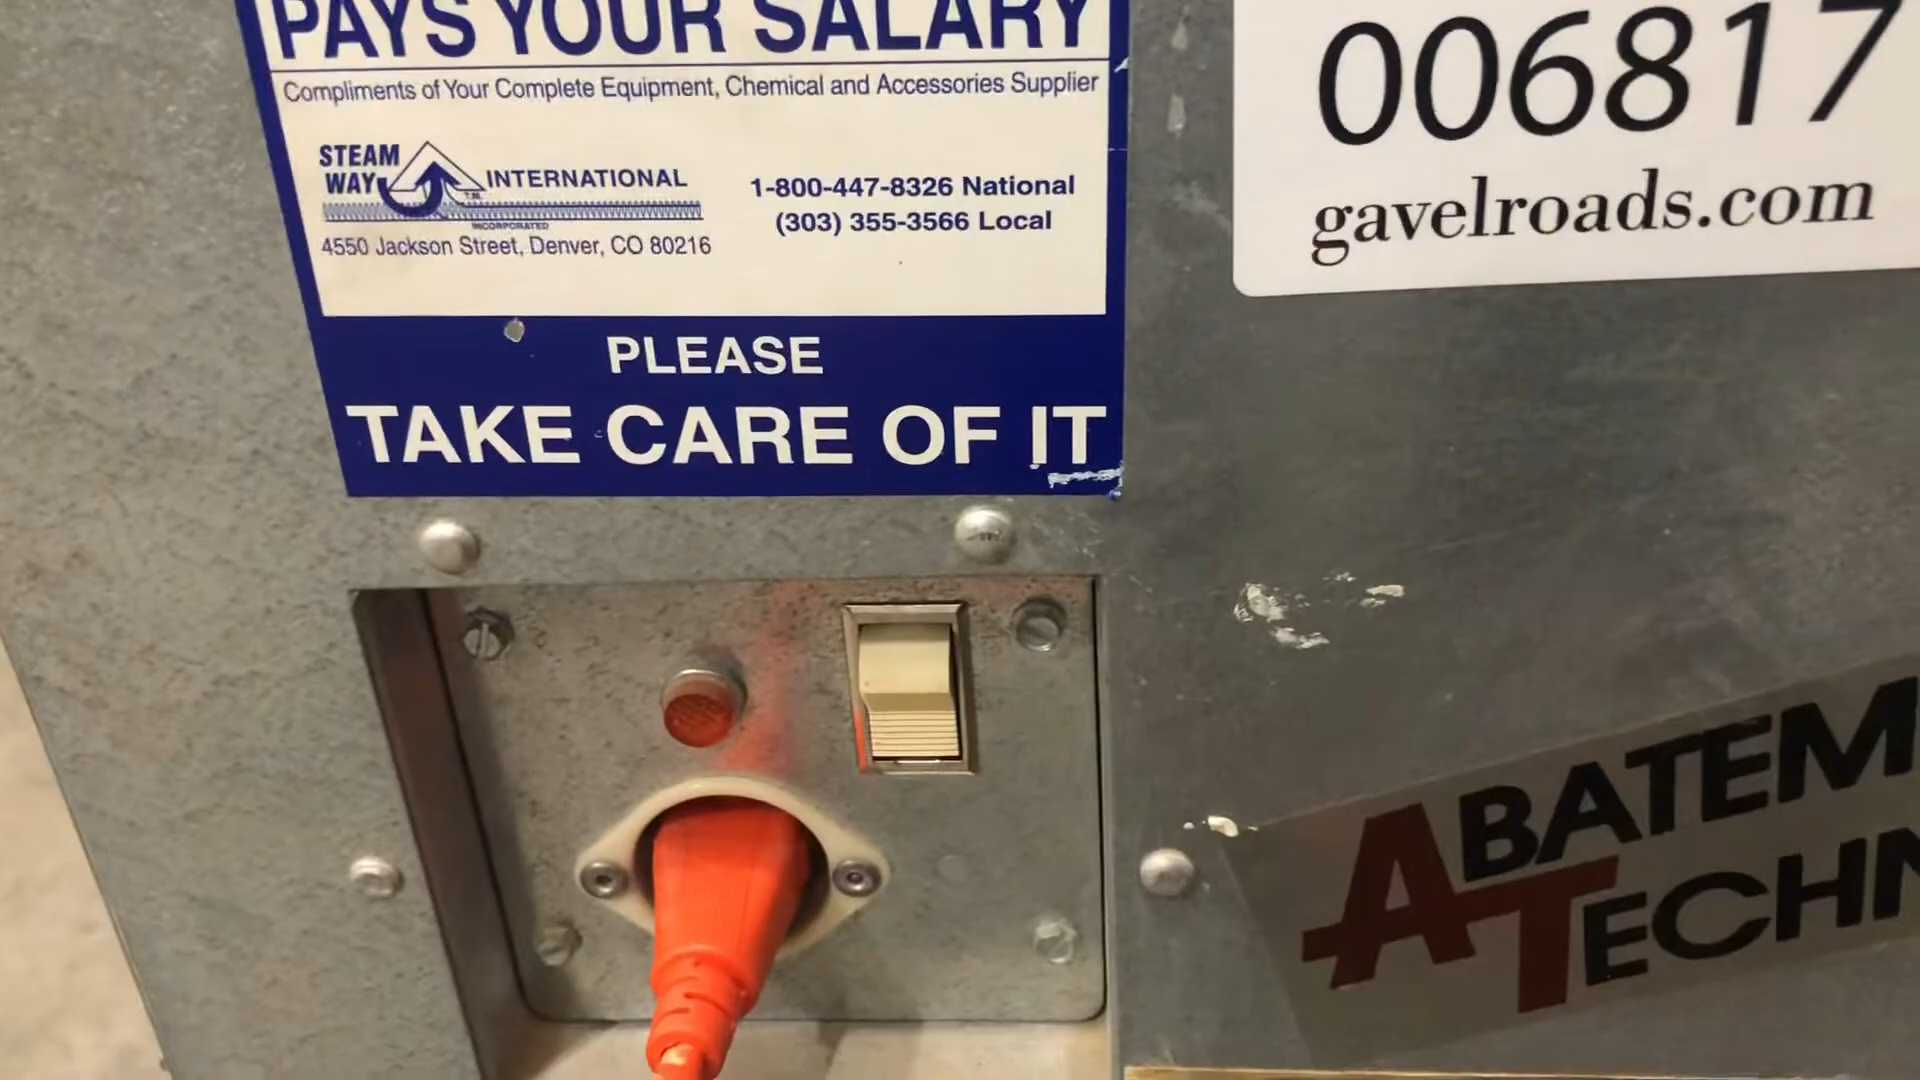 PAYS YOUR SALARY
Compliments of Your Complete Equipment, Chemical and Accessories Supplier
STEAM
WAY
INTERNATIONAL
T.M.
INCORPORATED
4550 Jackson Street, Denver, CO 80216
1-800-447-8326 National
(303) 355-3566 Local
PLEASE
TAKE CARE OF IT
006817
gavelroads.com
ABATEM
TECHN